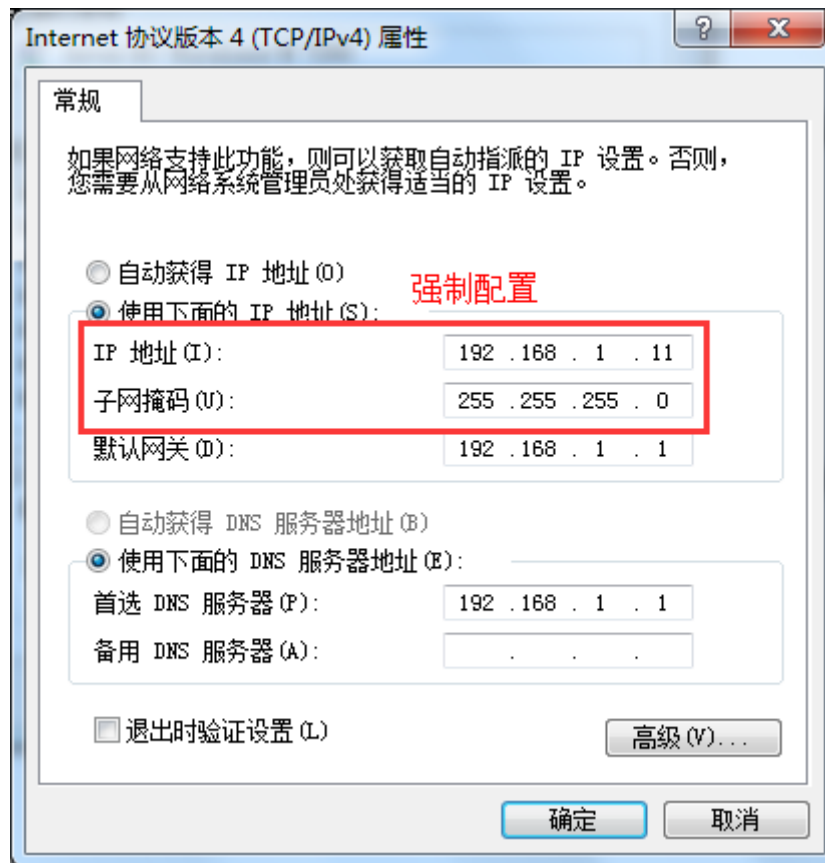 Internet 协议版本 4 (TCP/IPv4) 属性
常规
如果网络支持此功能，则可以获取自动指派的 IP 设置。否则，
您需要从网络系统管理员处获得适当的 IP 设置。
自动获得 IP 地址(O)
强制配置
使用下面的 IP 地址(S):
IP 地址(I): 192 . 168 . 1 . 11
子网掩码(U): 255 . 255 . 255 . 0
默认网关(D): 192 . 168 . 1 . 1
自动获得 DNS 服务器地址(B)
使用下面的 DNS 服务器地址(E):
首选 DNS 服务器(P): 192 . 168 . 1 . 1
备用 DNS 服务器(A): . . .
退出时验证设置(L)
高级(V)...
确定 取消